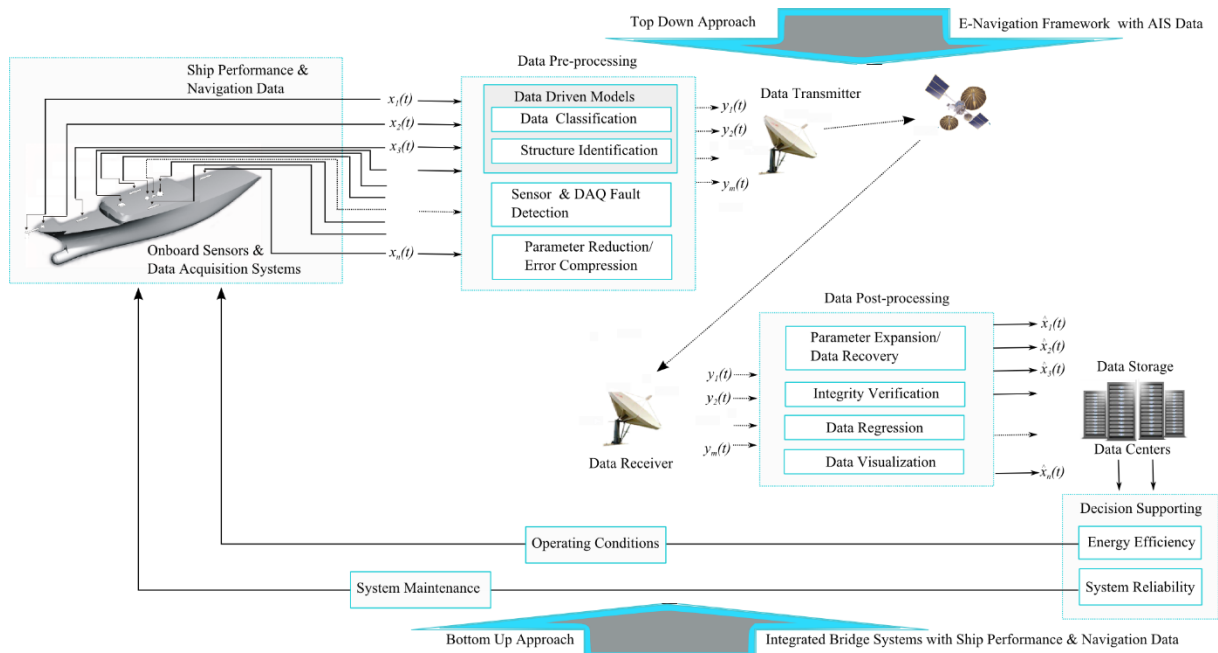 Top Down Approach
E-Navigation Framework with AIS Data
Ship Performance &
Navigation Data
Data Pre-processing
Data Driven Models
Data Classification
Structure Identification
Sensor & DAQ Fault
Detection
Parameter Reduction/
Error Compression
x₁(t)
x₂(t)
x₃(t)
xₙ(t)
Onboard Sensors &
Data Acquisition Systems
y₁(t)
y₂(t)
yₘ(t)
Data Transmitter
Data Receiver
y₁(t)
y₂(t)
yₘ(t)
Data Post-processing
Parameter Expansion/
Data Recovery
Integrity Verification
Data Regression
Data Visualization
x̂₁(t)
x̂₂(t)
x̂₃(t)
x̂ₙ(t)
Data Storage
Data Centers
Decision Supporting
Energy Efficiency
System Reliability
Operating Conditions
System Maintenance
Bottom Up Approach
Integrated Bridge Systems with Ship Performance & Navigation Data